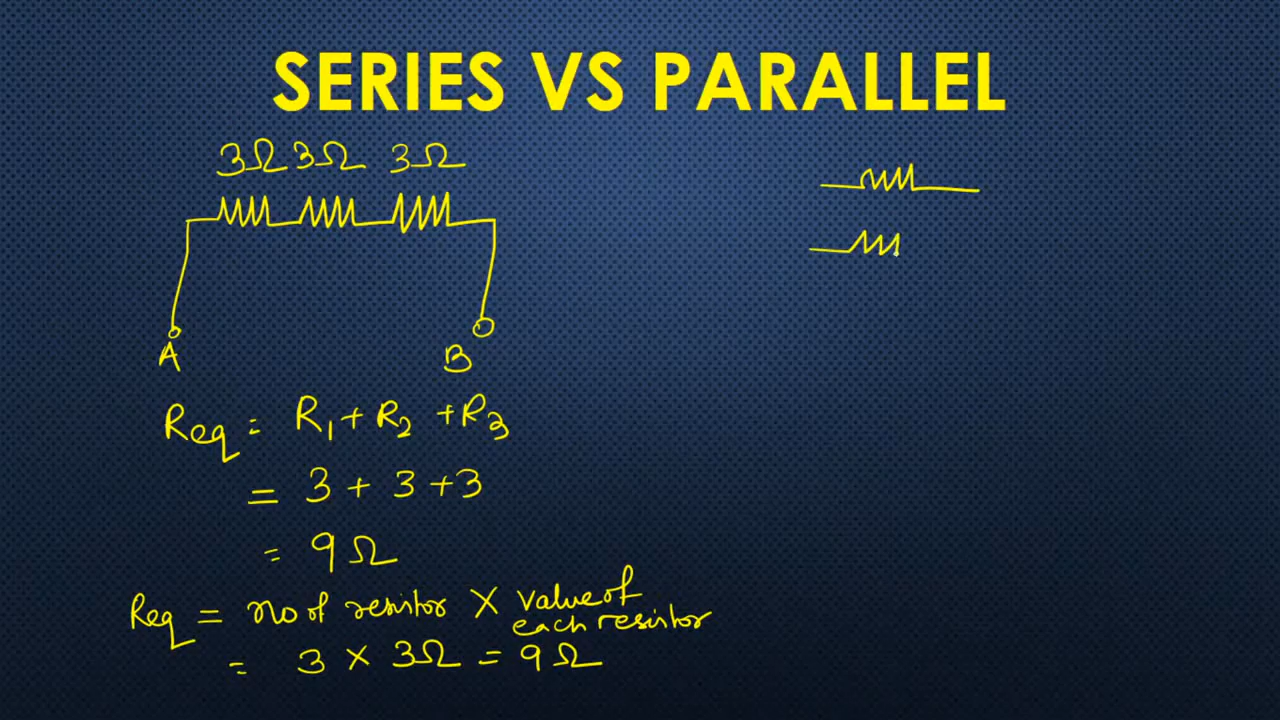 SERIES VS PARALLEL
3Ω 3Ω 3Ω
A B
Req = R1 + R2 + R3
= 3 + 3 + 3
= 9Ω
Req = no of resistor × value of each resistor
= 3 × 3Ω = 9Ω